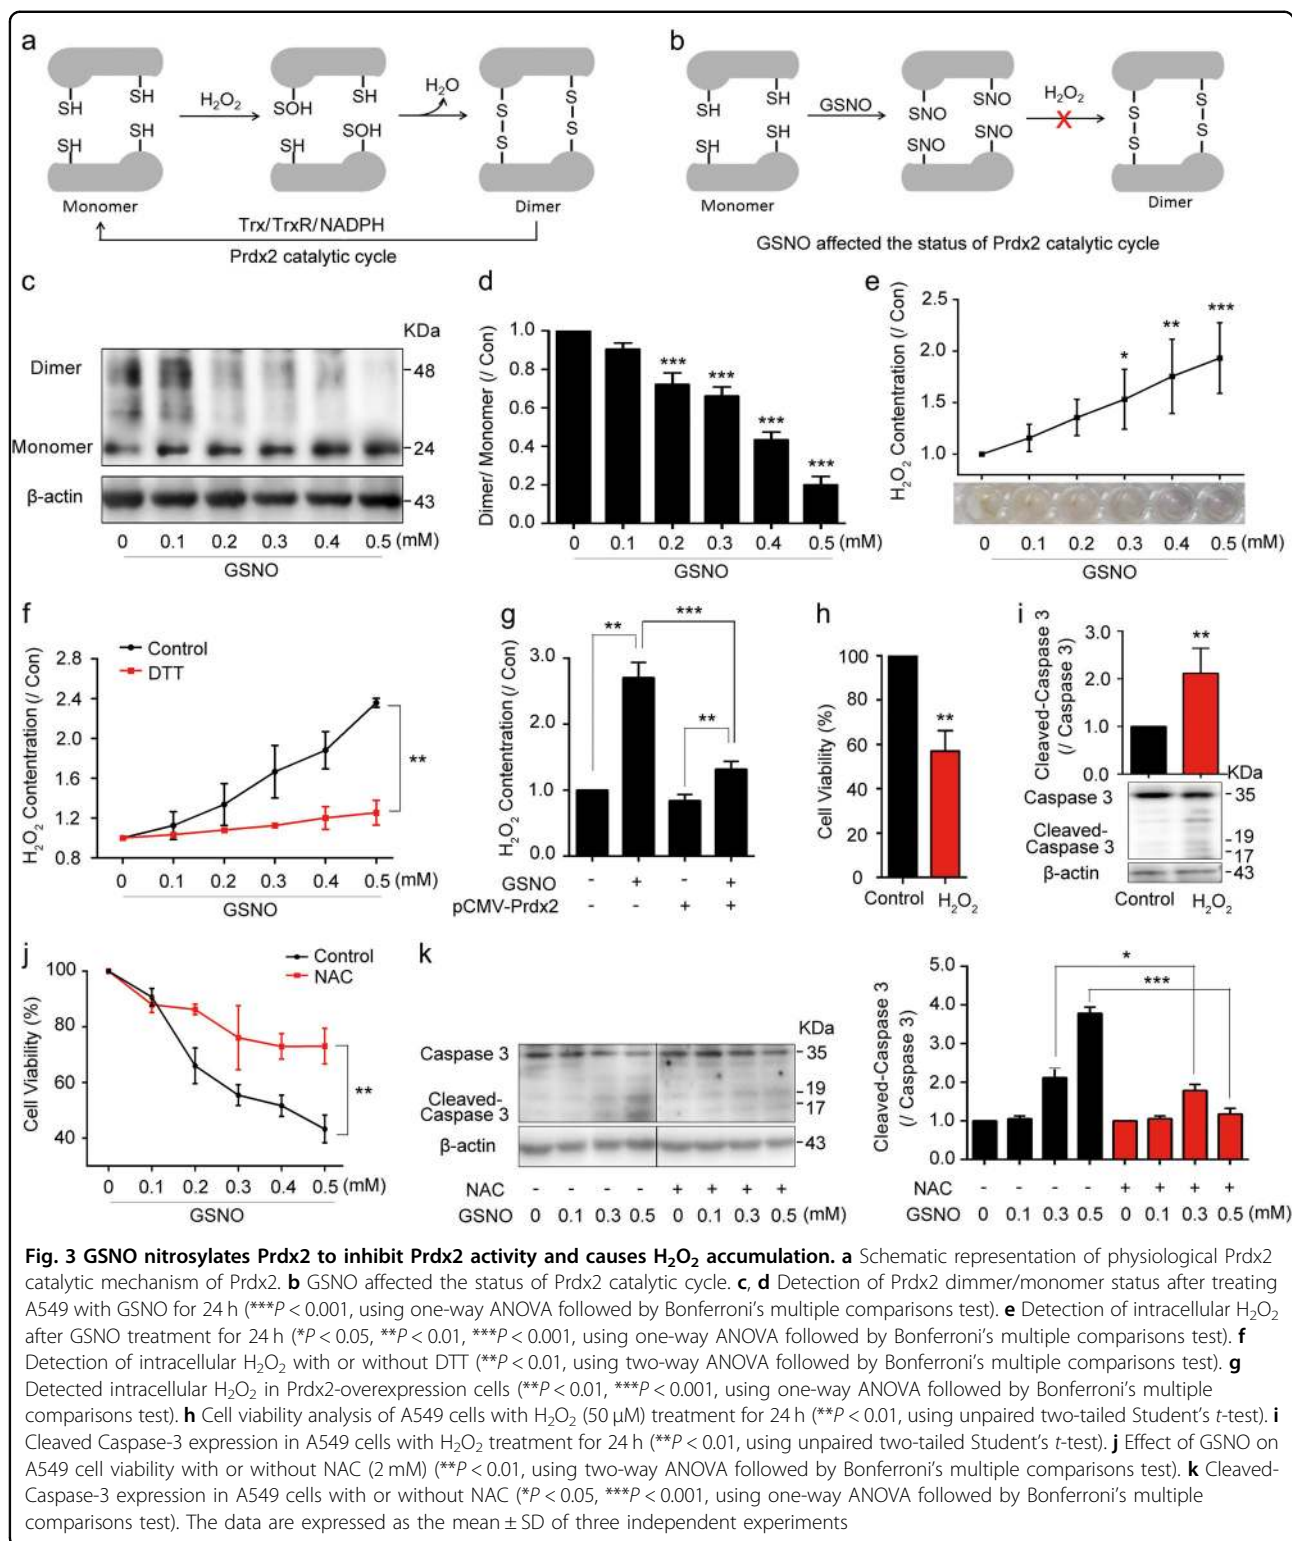 a
SH
SH
SH
SH
H2O2
SOH
SH
SH
SOH
H2O
S
S
S
S
Monomer
Dimer
Trx/TrxR/NADPH
Prdx2 catalytic cycle
b
SH
SH
SH
SH
GSNO
SNO
SNO
SNO
SNO
H2O2
X
S
S
S
S
Monomer
Dimer
GSNO affected the status of Prdx2 catalytic cycle
c
KDa
Dimer
48
Monomer
24
β-actin
43
0 0.1 0.2 0.3 0.4 0.5 (mM)
GSNO
d
Dimer/ Monomer (/ Con)
1.0
0.8
0.6
0.4
0.2
0.0
***
***
***
***
0 0.1 0.2 0.3 0.4 0.5 (mM)
GSNO
e
H2O2 Contentration (/ Con)
2.5
2.0
1.5
1.0
*
**
***
0 0.1 0.2 0.3 0.4 0.5 (mM)
GSNO
f
H2O2 Contentration (/ Con)
Control
DTT
2.8
2.4
2.0
1.6
1.2
0.8
**
0 0.1 0.2 0.3 0.4 0.5 (mM)
GSNO
g
H2O2 Contentration (/ Con)
3.0
2.0
1.0
0.0
**
***
**
GSNO - + - +
pCMV-Prdx2 - - + +
h
Cell Viability (%)
100
80
60
40
20
0
**
Control H2O2
i
Cleaved-Caspase 3
(/ Caspase 3)
3.0
2.0
1.0
0.0
**
KDa
Caspase 3
35
Cleaved-
Caspase 3
19
17
β-actin
43
Control H2O2
j
Cell Viability (%)
Control
NAC
100
80
60
40
**
0 0.1 0.2 0.3 0.4 0.5 (mM)
GSNO
k
KDa
Caspase 3
35
Cleaved-
Caspase 3
19
17
β-actin
43
NAC - - - - + + + +
GSNO 0 0.1 0.3 0.5 0 0.1 0.3 0.5 (mM)
Cleaved-Caspase 3
(/ Caspase 3)
5.0
4.0
3.0
2.0
1.0
0.0
*
***
NAC - - - - + + + +
GSNO 0 0.1 0.3 0.5 0 0.1 0.3 0.5 (mM)
Fig. 3 GSNO nitrosylates Prdx2 to inhibit Prdx2 activity and causes H2O2 accumulation. a Schematic representation of physiological Prdx2
catalytic mechanism of Prdx2. b GSNO affected the status of Prdx2 catalytic cycle. c, d Detection of Prdx2 dimmer/monomer status after treating
A549 with GSNO for 24 h (***P < 0.001, using one-way ANOVA followed by Bonferroni's multiple comparisons test). e Detection of intracellular H2O2
after GSNO treatment for 24 h (*P < 0.05, **P < 0.01, ***P < 0.001, using one-way ANOVA followed by Bonferroni's multiple comparisons test). f
Detection of intracellular H2O2 with or without DTT (**P < 0.01, using two-way ANOVA followed by Bonferroni's multiple comparisons test). g
Detected intracellular H2O2 in Prdx2-overexpression cells (**P < 0.01, ***P < 0.001, using one-way ANOVA followed by Bonferroni's multiple
comparisons test). h Cell viability analysis of A549 cells with H2O2 (50 μM) treatment for 24 h (**P < 0.01, using unpaired two-tailed Student's t-test). i
Cleaved Caspase-3 expression in A549 cells with H2O2 treatment for 24 h (**P < 0.01, using unpaired two-tailed Student's t-test). j Effect of GSNO on
A549 cell viability with or without NAC (2 mM) (**P < 0.01, using two-way ANOVA followed by Bonferroni's multiple comparisons test). k Cleaved-
Caspase-3 expression in A549 cells with or without NAC (*P < 0.05, ***P < 0.001, using one-way ANOVA followed by Bonferroni's multiple
comparisons test). The data are expressed as the mean ± SD of three independent experiments